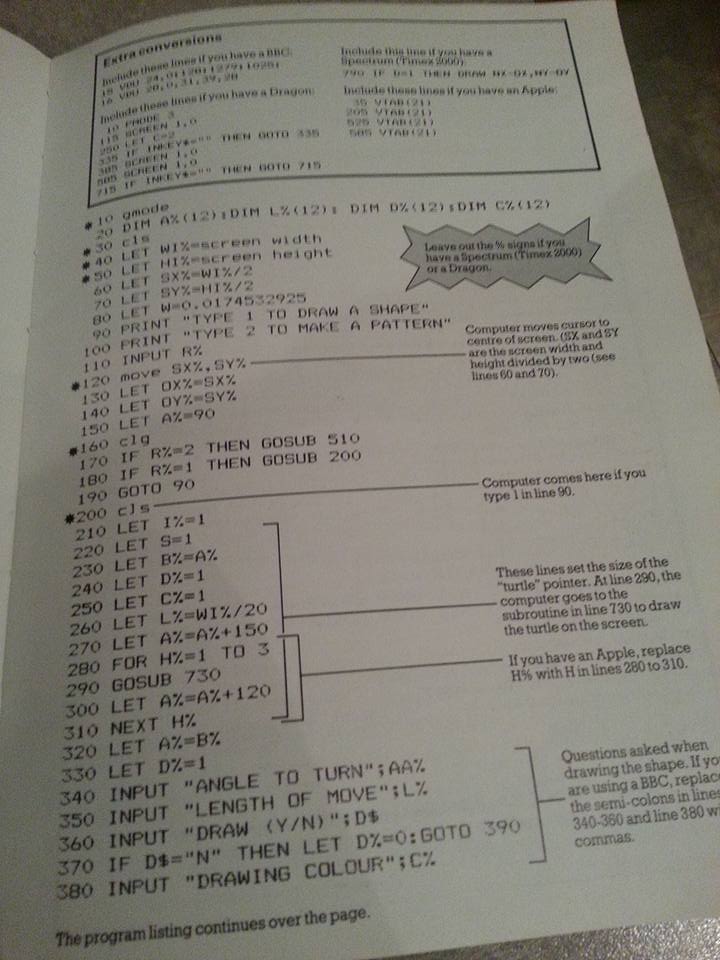 Extra conversions
Include these lines if you have a BBC:
15 VDU 24,0;128;1279;1023;
16 VDU 28,0,31,39,28
Include these lines if you have a Dragon:
10 PMODE 3
115 SCREEN 1,0
250 LET C=2
335 IF INKEY$="" THEN GOTO 335
385 SCREEN 1,0
505 SCREEN 1,0
715 IF INKEY$="" THEN GOTO 715
Include this line if you have a
Spectrum (Timex 2000):
790 IF D=1 THEN DRAW NX-OX,NY-OY
Include these lines if you have an Apple:
35 VTAB(21)
205 VTAB(21)
525 VTAB(21)
585 VTAB(21)
*10 gmode
20 DIM A%(12):DIM L%(12): DIM D%(12):DIM C%(12)
*30 cls
*40 LET WI%=screen width
*50 LET HI%=screen height
60 LET SX%=WI%/2
70 LET SY%=HI%/2
80 LET W=0.0174532925
90 PRINT "TYPE 1 TO DRAW A SHAPE"
100 PRINT "TYPE 2 TO MAKE A PATTERN"
110 INPUT R%
*120 move SX%,SY%
130 LET OX%=SX%
140 LET OY%=SY%
150 LET A%=90
*160 clg
170 IF R%=2 THEN GOSUB 510
180 IF R%=1 THEN GOSUB 200
190 GOTO 90
*200 cls
210 LET I%=1
220 LET S=1
230 LET B%=A%
240 LET D%=1
250 LET C%=1
260 LET L%=WI%/20
270 LET A%=A%+150
280 FOR H%=1 TO 3
290 GOSUB 730
300 LET A%=A%+120
310 NEXT H%
320 LET A%=B%
330 LET D%=1
340 INPUT "ANGLE TO TURN";AA%
350 INPUT "LENGTH OF MOVE";L%
360 INPUT "DRAW (Y/N)";D$
370 IF D$="N" THEN LET D%=0:GOTO 390
380 INPUT "DRAWING COLOUR";C%
Leave out the % signs if you
have a Spectrum (Timex 2000)
or a Dragon.
Computer moves cursor to
centre of screen. (SX and SY
are the screen width and
height divided by two (see
lines 60 and 70).
Computer comes here if you
type 1 in line 90.
These lines set the size of the
"turtle" pointer. At line 290, the
computer goes to the
subroutine in line 730 to draw
the turtle on the screen.
If you have an Apple, replace
H% with H in lines 280 to 310.
Questions asked when
drawing the shape. If yo
are using a BBC, replac
the semi-colons in lines
340-360 and line 380 w
commas.
The program listing continues over the page.